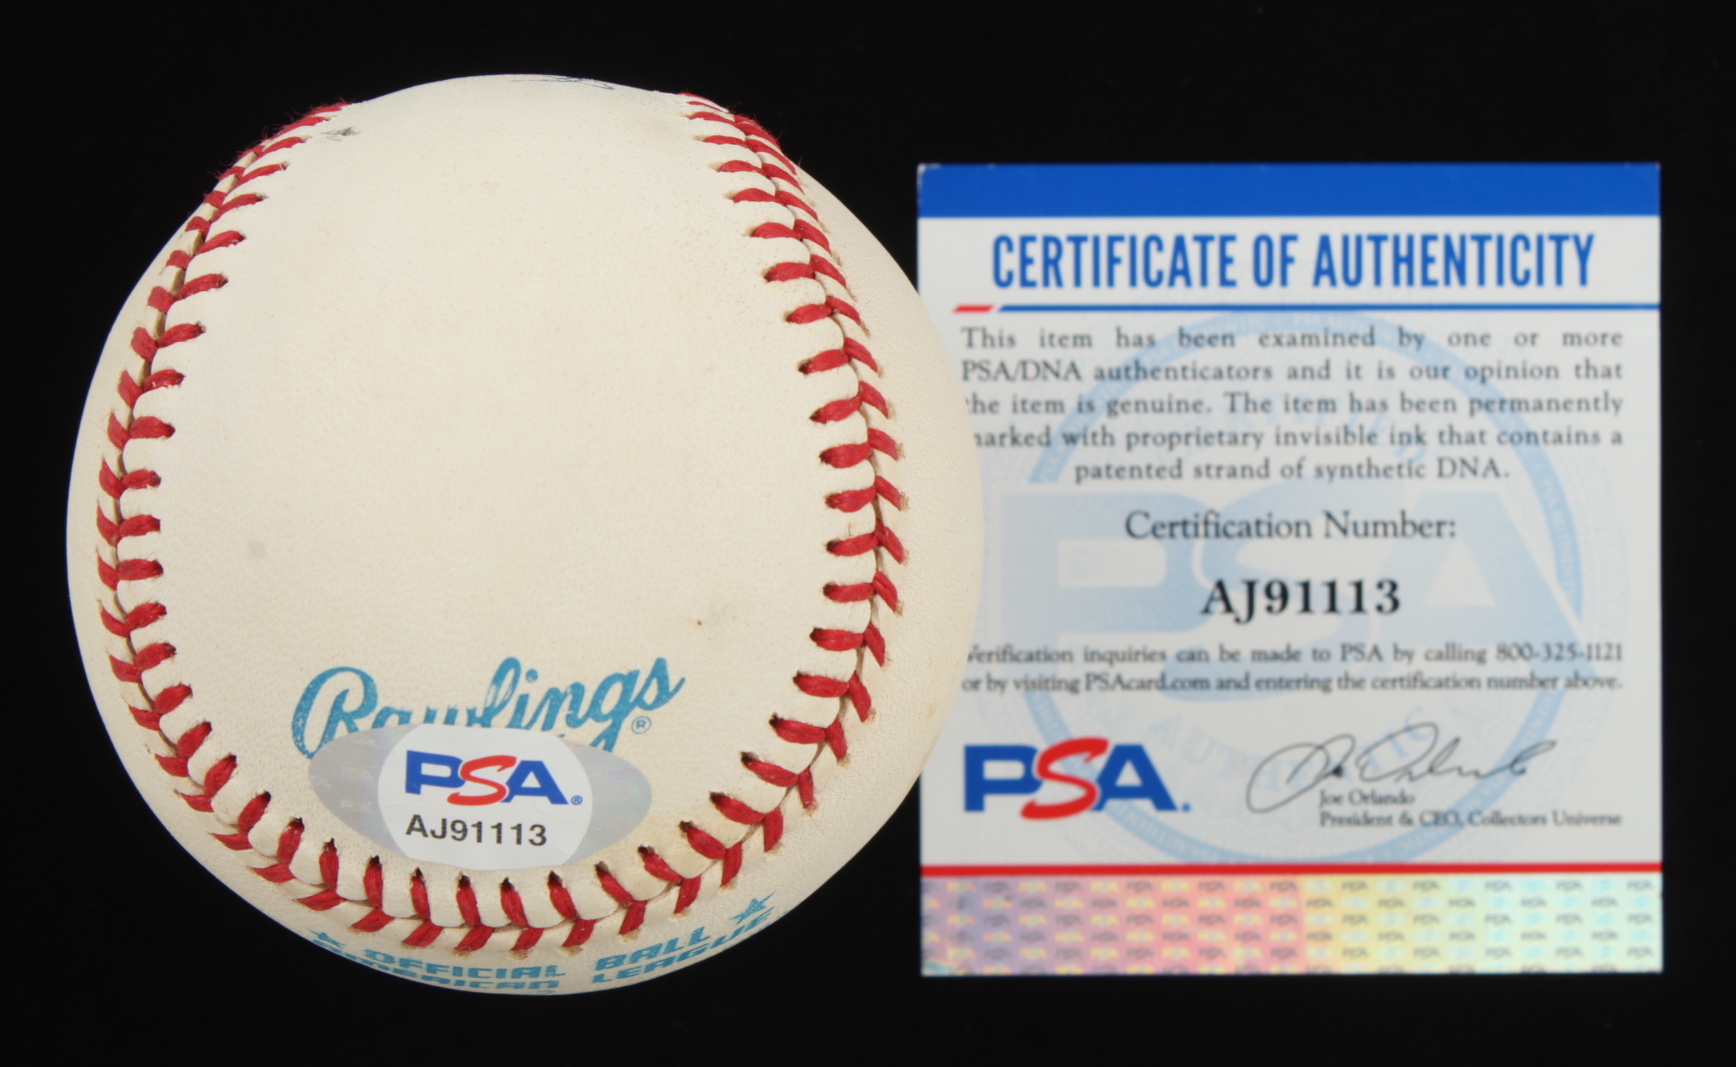 Rawlings®
PSA®
AJ91113
OFFICIAL BALL
AMERICAN LEAGUE
CERTIFICATE OF AUTHENTICITY
This item has been examined by one or more
PSA/DNA authenticators and it is our opinion that
the item is genuine. The item has been permanently
marked with proprietary invisible ink that contains a
patented strand of synthetic DNA.
Certification Number:
AJ91113
Verification inquiries can be made to PSA by calling 800-325-1121
or by visiting PSAcard.com and entering the certification number above.
PSA.
Joe Orlando
Joe Orlando
President & CEO, Collectors Universe